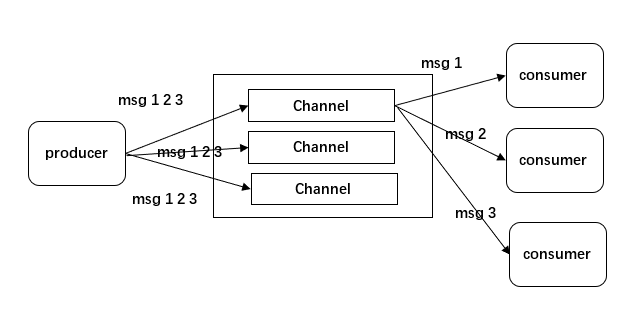 msg 1
consumer
msg 1 2 3
Channel
msg 2
producer
msg 1 2 3
Channel
consumer
msg 1 2 3
Channel
msg 3
consumer